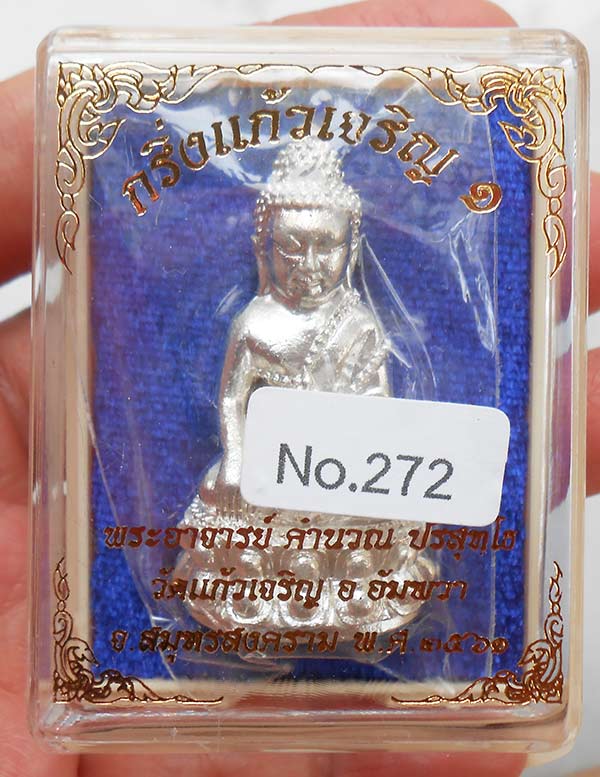 กริ่งแก้วเจริญ ๑
No.272
พระอาจารย์ คำนวณ ปริสุทฺโธ
วัดแก้วเจริญ อ.อัมพวา
จ.สมุทรสงคราม พ.ศ.๒๕๖๑